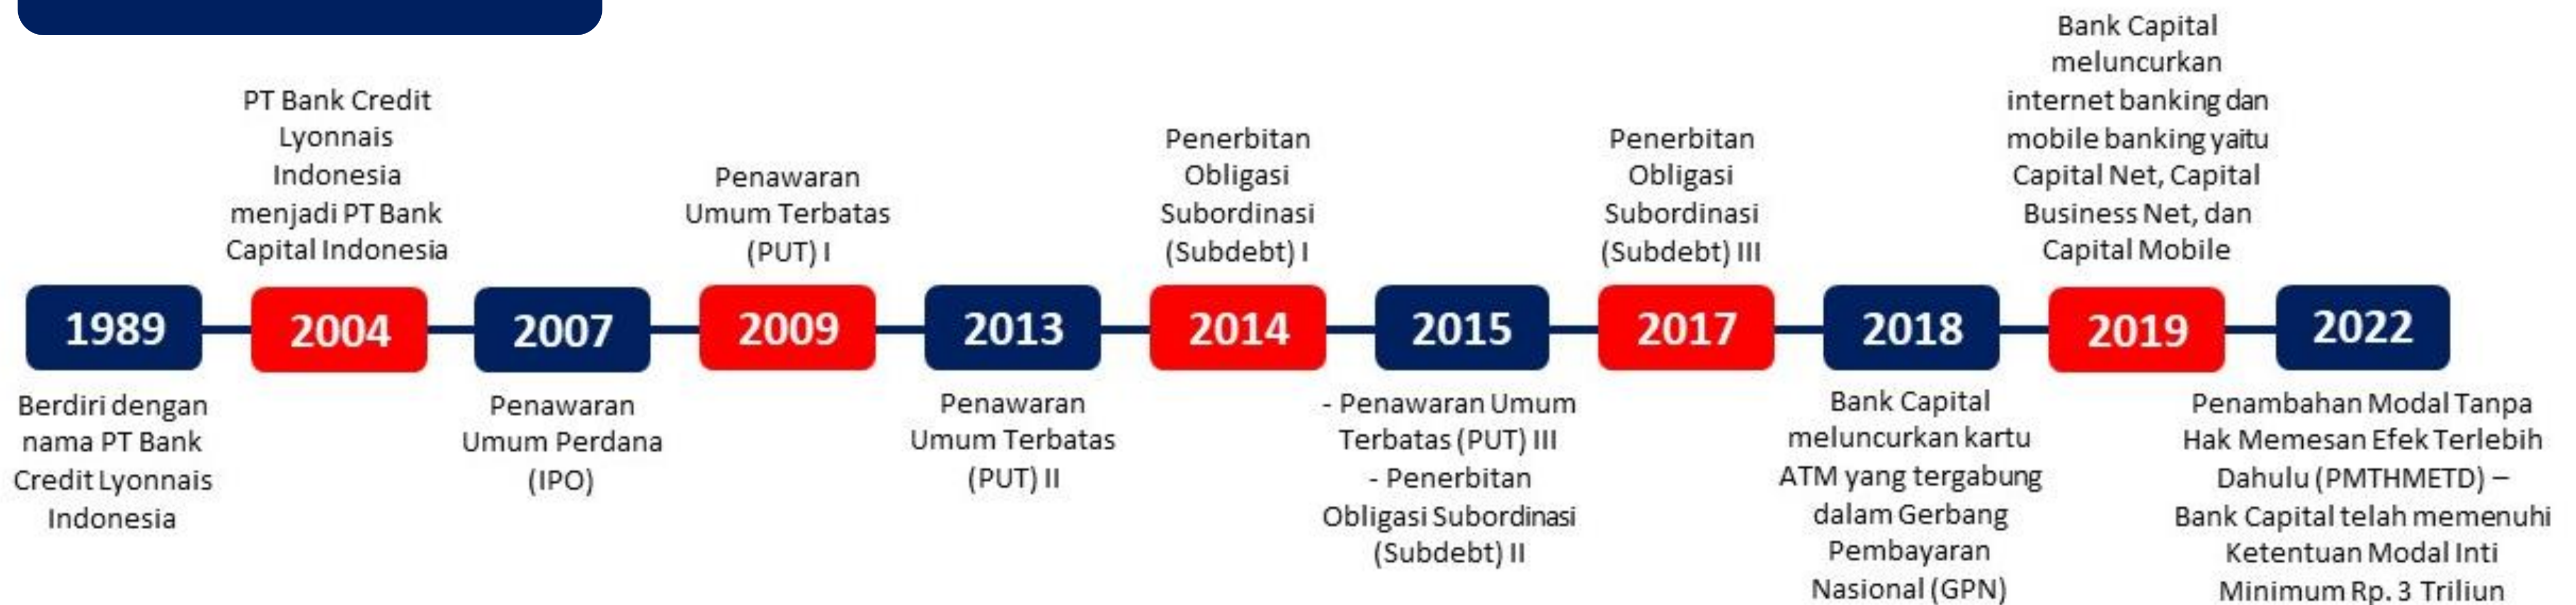 1989
Berdiri dengan
nama PT Bank
Credit Lyonnais
Indonesia
PT Bank Credit
Lyonnais
Indonesia
menjadi PT Bank
Capital Indonesia
2004
2007
Penawaran
Umum Perdana
(IPO)
Penawaran
Umum Terbatas
(PUT) I
2009
2013
Penawaran
Umum Terbatas
(PUT) II
Penerbitan
Obligasi
Subordinasi
(Subdebt) I
2014
2015
- Penawaran Umum
Terbatas (PUT) III
- Penerbitan
Obligasi Subordinasi
(Subdebt) II
Penerbitan
Obligasi
Subordinasi
(Subdebt) III
2017
2018
Bank Capital
meluncurkan kartu
ATM yang tergabung
dalam Gerbang
Pembayaran
Nasional (GPN)
Bank Capital
meluncurkan
internet banking dan
mobile banking yaitu
Capital Net, Capital
Business Net, dan
Capital Mobile
2019
2022
Penambahan Modal Tanpa
Hak Memesan Efek Terlebih
Dahulu (PMTHMETD) –
Bank Capital telah memenuhi
Ketentuan Modal Inti
Minimum Rp. 3 Triliun